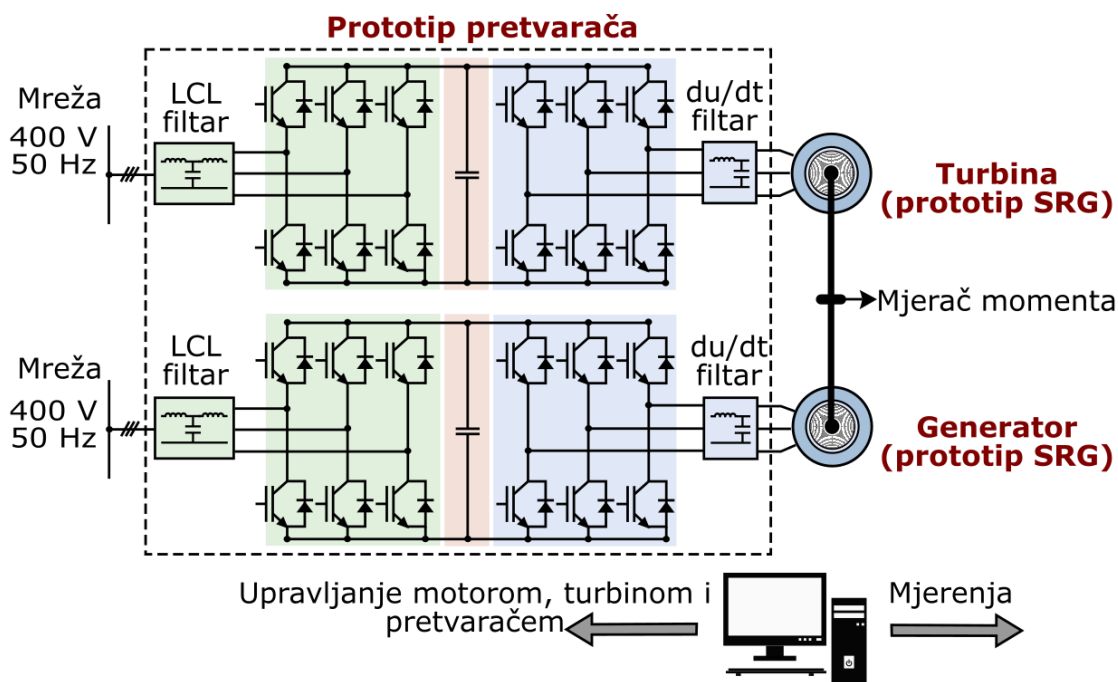 Prototip pretvarača
Mreža
400 V
50 Hz
LCL
filtar
du/dt
filtar
Turbina
(prototip SRG)
Mjerač momenta
Mreža
400 V
50 Hz
LCL
filtar
du/dt
filtar
Generator
(prototip SRG)
Upravljanje motorom, turbinom i
pretvaračem
Mjerenja